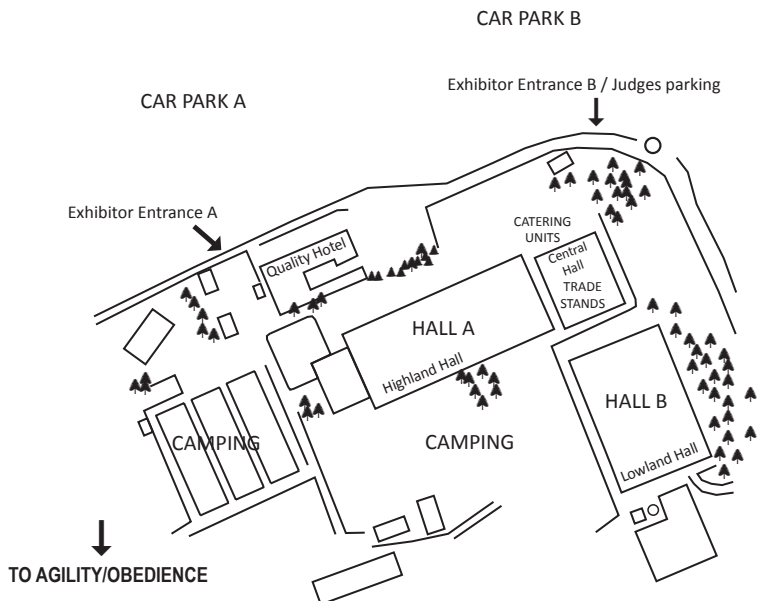 CAR PARK B
CAR PARK A
Exhibitor Entrance B / Judges parking
Exhibitor Entrance A
CATERING
UNITS
Quality Hotel
Central
Hall
TRADE
STANDS
HALL A
Highland Hall
HALL B
Lowland Hall
CAMPING
CAMPING
TO AGILITY/OBEDIENCE